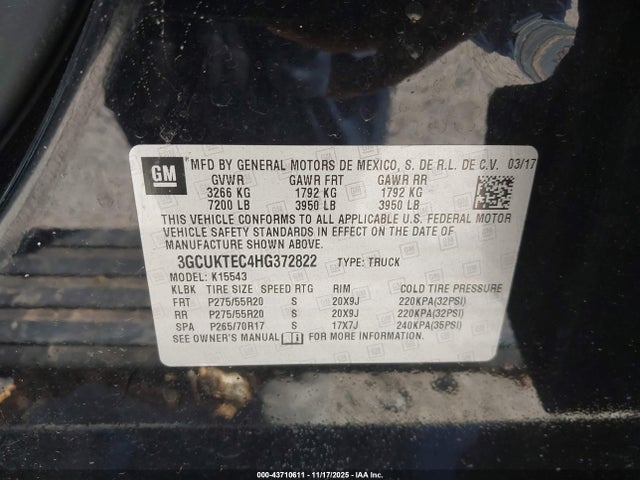 GM MFD BY GENERAL MOTORS DE MEXICO, S. DE R.L. DE C.V. 03/17
GVWR GAWR FRT GAWR RR
3266 KG 1792 KG 1792 KG
7200 LB 3950 LB 3950 LB
THIS VEHICLE CONFORMS TO ALL APPLICABLE U.S. FEDERAL MOTOR
VEHICLE SAFETY STANDARDS IN EFFECT ON THE DATE OF
MANUFACTURE SHOWN ABOVE.
3GCUKTEC4HG372822 TYPE: TRUCK
MODEL: K15543
KLBK TIRE SIZE SPEED RTG RIM COLD TIRE PRESSURE
FRT P275/55R20 S 20X9J 220KPA(32PSI)
RR P275/55R20 S 20X9J 220KPA(32PSI)
SPA P265/70R17 S 17X7J 240KPA(35PSI)
SEE OWNER'S MANUAL FOR MORE INFORMATION
000-43710611 - 11/17/2025 - COPYRIGHT IAA, LLC.